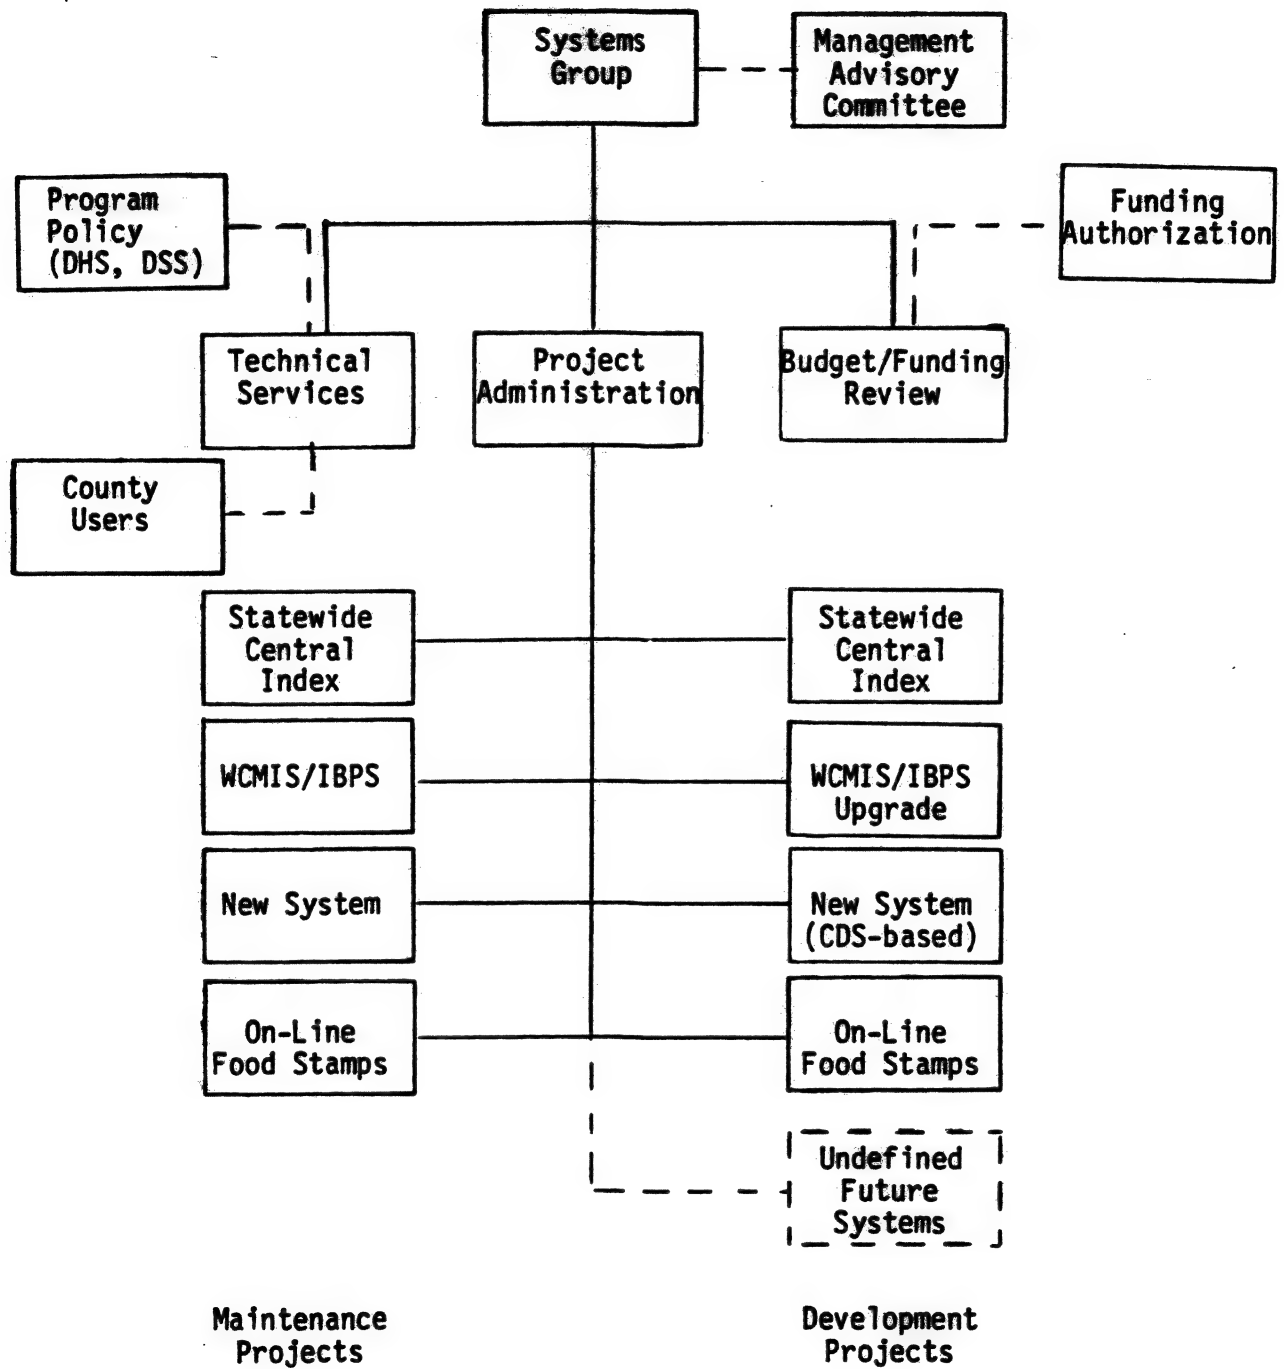 Systems
Group
Management
Advisory
Committee
Program
Policy
(DHS, DSS)
Funding
Authorization
Technical
Services
Project
Administration
Budget/Funding
Review
County
Users
Statewide
Central
Index
Statewide
Central
Index
WCMIS/IBPS
WCMIS/IBPS
Upgrade
New System
New System
(CDS-based)
On-Line
Food Stamps
On-Line
Food Stamps
Undefined
Future
Systems
Maintenance
Projects
Development
Projects